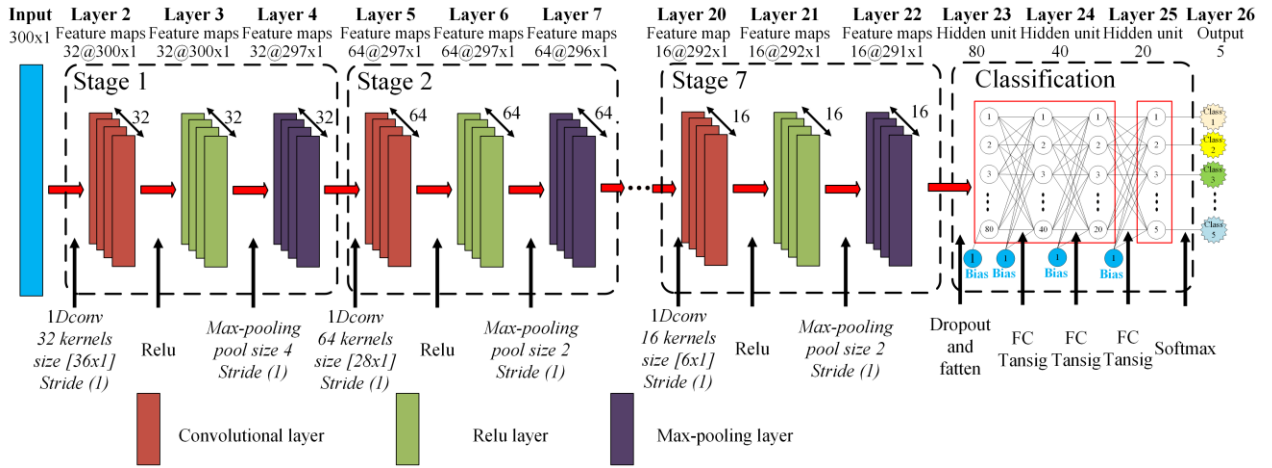 Input
300x1
Layer 2
Feature maps
32@300x1
Layer 3
Feature maps
32@300x1
Layer 4
Feature maps
32@297x1
Layer 5
Feature maps
64@297x1
Layer 6
Feature maps
64@297x1
Layer 7
Feature maps
64@296x1
Layer 20
Feature maps
16@292x1
Layer 21
Feature maps
16@292x1
Layer 22
Feature maps
16@291x1
Layer 23
Hidden unit
80
Layer 24
Hidden unit
40
Layer 25
Hidden unit
20
Layer 26
Output
5
Stage 1
32
32
32
Stage 2
64
64
64
Stage 7
16
16
16
Classification
1
1
1
1
Class 1
2
2
2
2
Class 2
3
3
3
3
Class 3
80
40
20
5
Class 5
1
1
1
1
Bias
Bias
Bias
Bias
1Dconv
32 kernels
size [36x1]
Stride (1)
Relu
Max-pooling
pool size 4
Stride (1)
1Dconv
64 kernels
size [28x1]
Stride (1)
Relu
Max-pooling
pool size 2
Stride (1)
1Dconv
16 kernels
size [6x1]
Stride (1)
Relu
Max-pooling
pool size 2
Stride (1)
Dropout
and
fatten
FC
Tansig
FC
Tansig
FC
Tansig
Softmax
Convolutional layer
Relu layer
Max-pooling layer